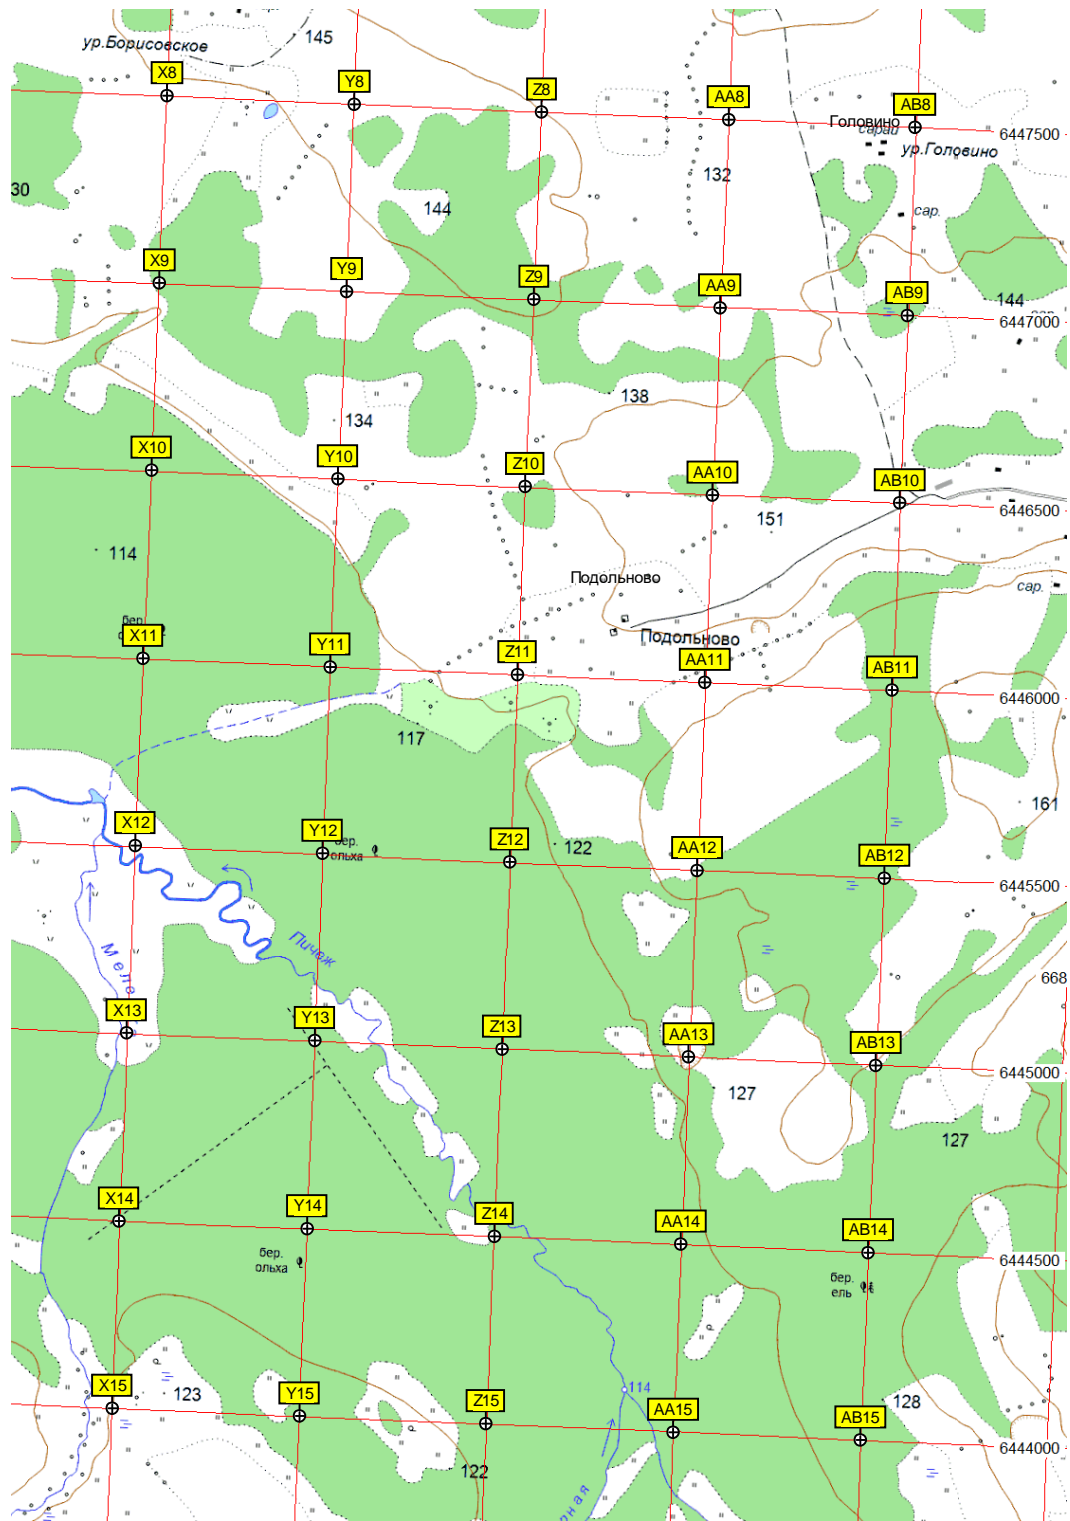 145
ур.Борисовское
X8
Y8
Z8
AA8
AB8
Головино
сарай
6447500
ур.Головино
132
30
144
сар.
X9
Y9
Z9
AA9
AB9
144
6447000
138
134
X10
Y10
Z10
AA10
AB10
6446500
151
114
Подольново
сар.
бер.
X11
Y11
Подольново
Z11
AA11
AB11
6446000
117
161
X12
Y12
бер.
ольха
122
Z12
AA12
AB12
6445500
Пичеж
Мела
668
X13
Y13
Z13
AA13
AB13
6445000
127
127
X14
Y14
Z14
AA14
AB14
6444500
бер.
ольха
бер.
ель
114
X15
123
Y15
Z15
AA15
AB15
128
6444000
122
рная